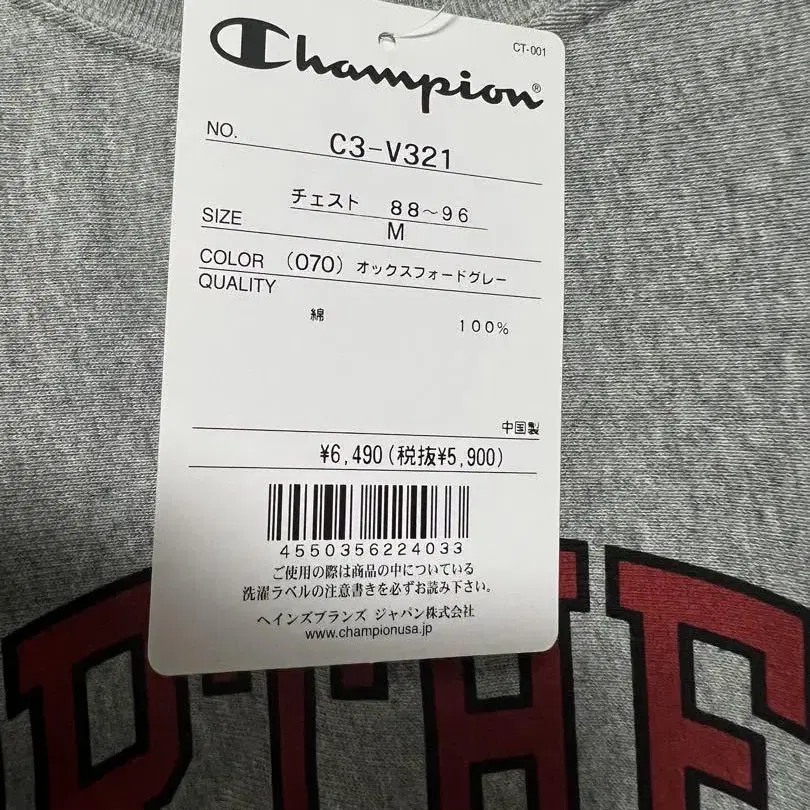 CT-001
Champion®
NO. C3-V321
チェスト 88～96
SIZE M
COLOR (070) オックスフォードグレー
QUALITY
綿 100%
中国製
¥6,490(税抜¥5,900)
4550356224033
ご使用の際は商品の中についている
洗濯ラベルの注意書きを必ずお読み下さい。
ヘインズブランズ ジャパン株式会社
www.championusa.jp